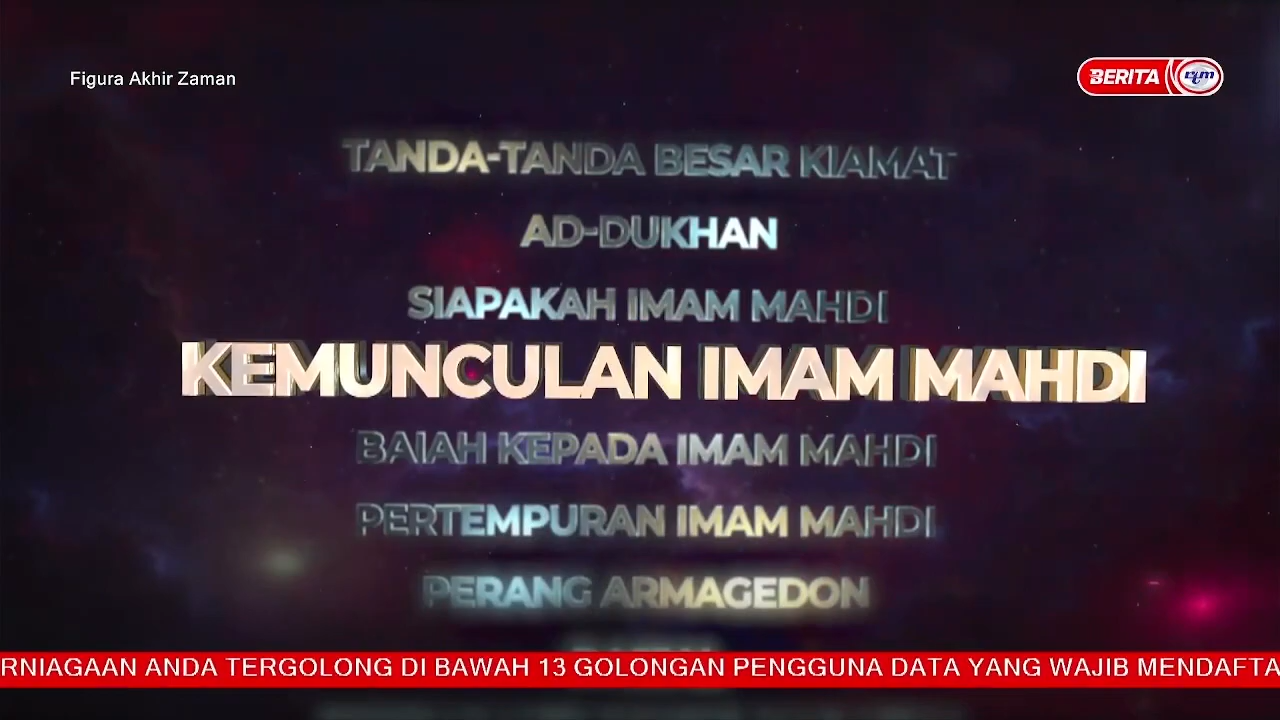 Figura Akhir Zaman
BERITA rtm
TANDA-TANDA BESAR KIAMAT
AD-DUKHAN
SIAPAKAH IMAM MAHDI
KEMUNCULAN IMAM MAHDI
BAIAH KEPADA IMAM MAHDI
PERTEMPURAN IMAM MAHDI
PERANG ARMAGEDON
RNIAGAAN ANDA TERGOLONG DI BAWAH 13 GOLONGAN PENGGUNA DATA YANG WAJIB MENDAFTA